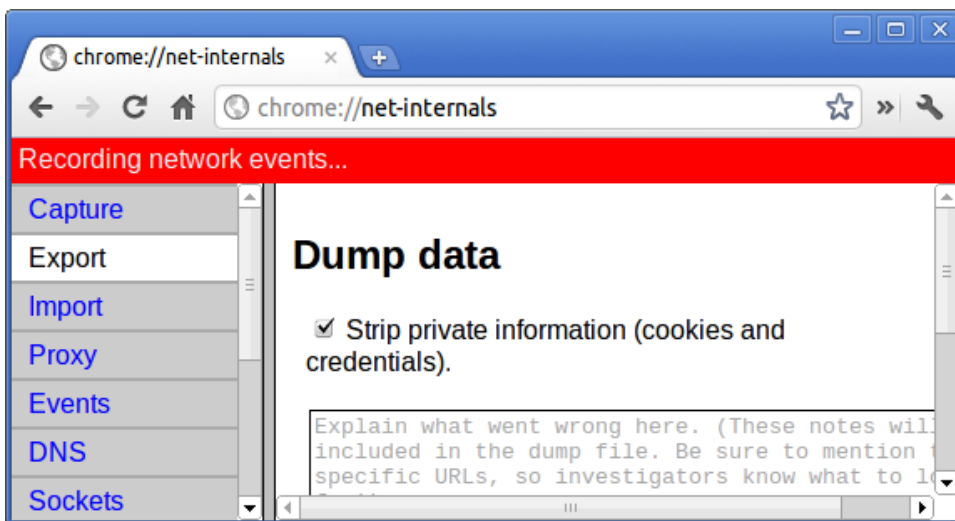 chrome://net-internals
chrome://net-internals
Recording network events...
Capture
Export
Import
Proxy
Events
DNS
Sockets
Dump data
Strip private information (cookies and
credentials).
Explain what went wrong here. (These notes will
included in the dump file. Be sure to mention
specific URLs, so investigators know what to